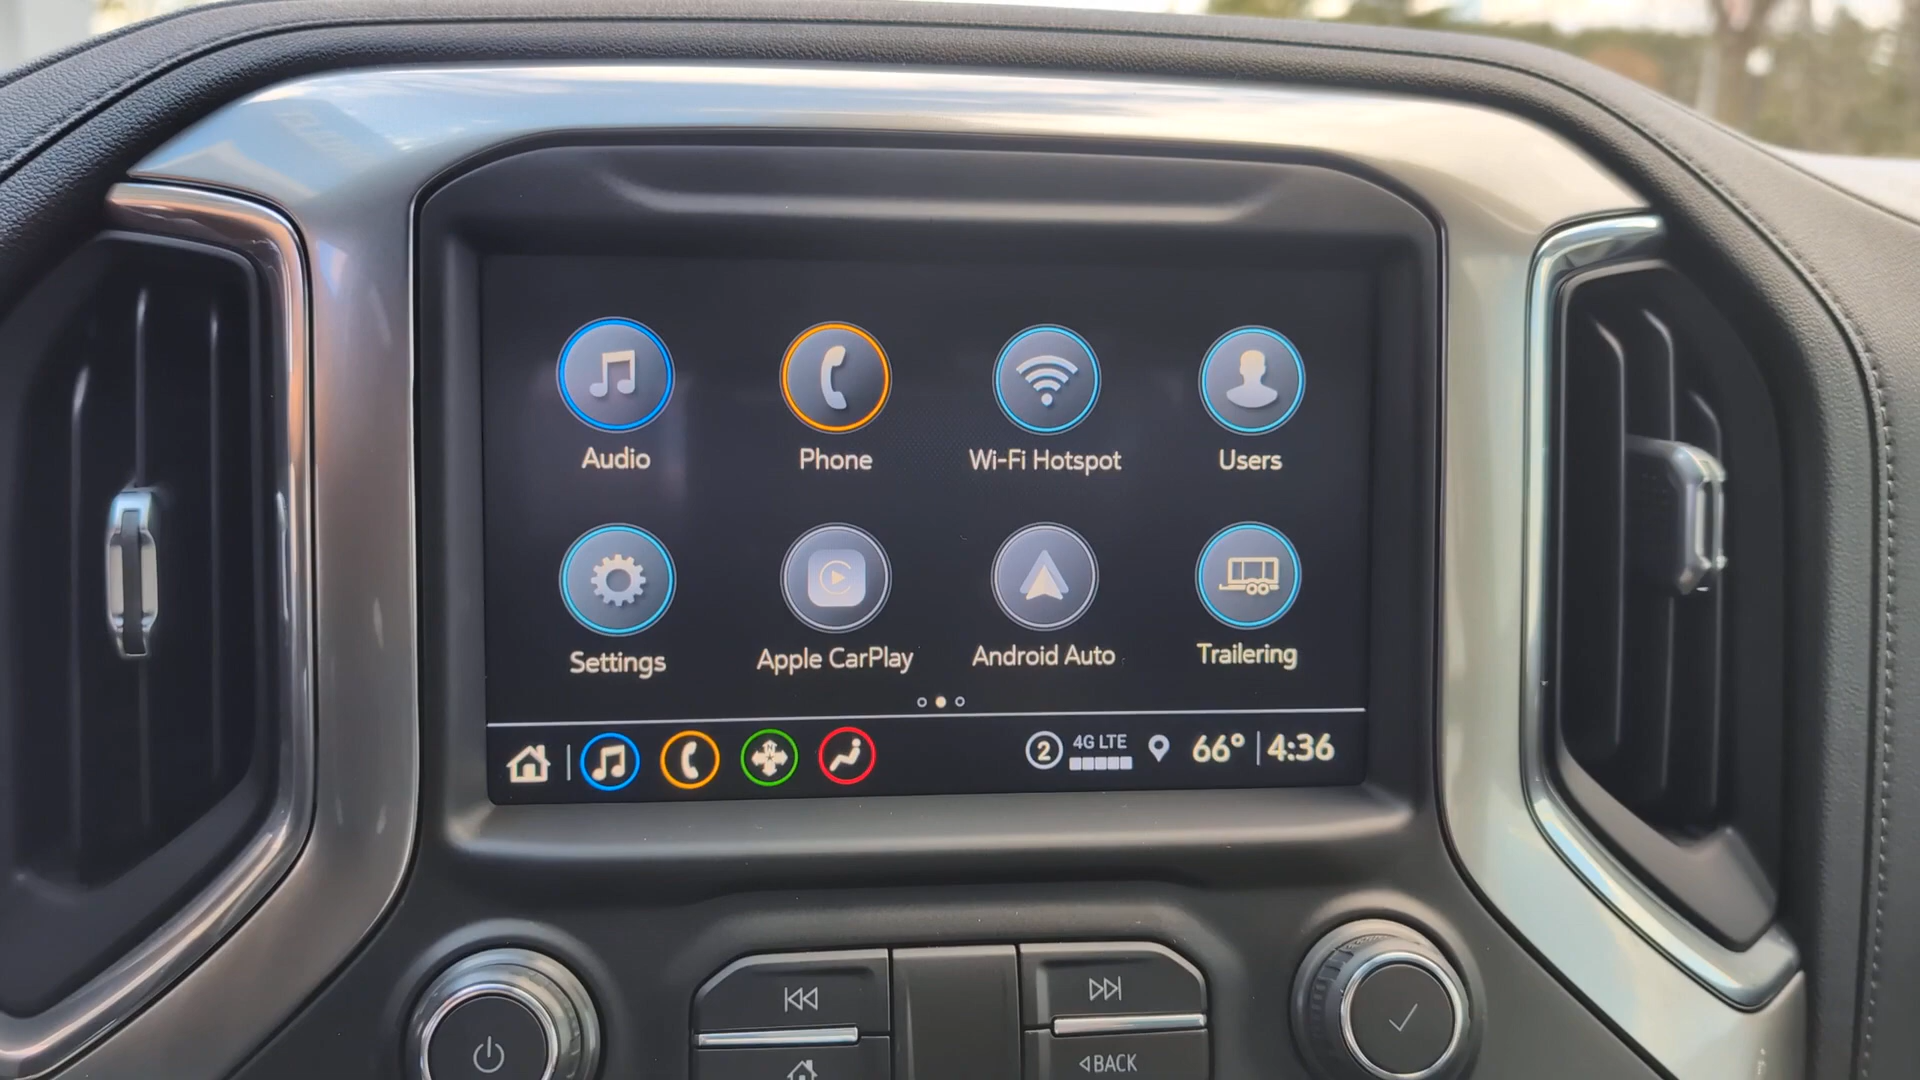 Audio
Phone
Wi-Fi Hotspot
Users
Settings
Apple CarPlay
Android Auto
Trailering
N
2
4G LTE
66°
4:36
BACK